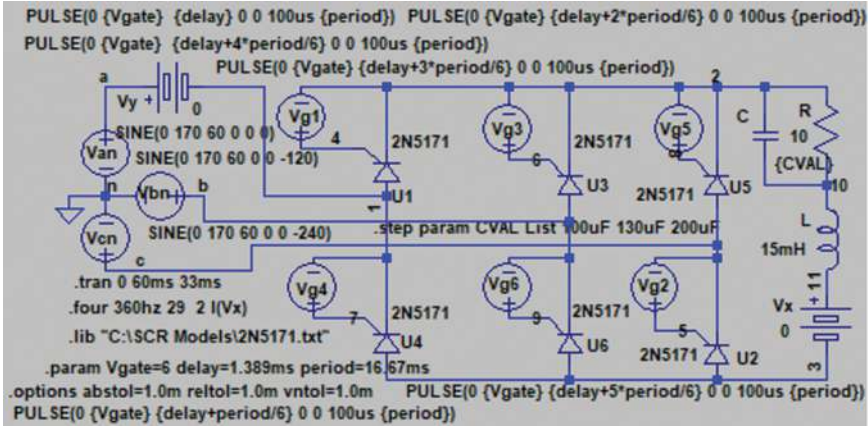 PULSE(0 {Vgate} {delay} 0 0 100us {period}) PULSE(0 {Vgate} {delay+2*period/6} 0 0 100us {period})
PULSE(0 {Vgate} {delay+4*period/6} 0 0 100us {period})
PULSE(0 {Vgate} {delay+3*period/6} 0 0 100us {period})
a
2
Vy + 0
Vg1 Vg3 Vg5
C R
4 2N5171 6 2N5171 8
SINE(0 170 60 0 0 0)
10
Van SINE(0 170 60 0 0 -120)
{CVAL}
n Vbn b
U1 U3 2N5171 U5 10
1
SINE(0 170 60 0 0 -240) .step param CVAL List 100uF 130uF 200uF
L
Vcn c
15mH
.tran 0 60ms 33ms
Vg4 Vg6 Vg2
11
.four 360hz 29 2 I(Vx)
2N5171 2N5171
Vx +
7 9 5
0
.lib "C:\SCR Models\2N5171.txt"
U4 U6 2N5171 U2
.param Vgate=6 delay=1.389ms period=16.67ms
3
.options abstol=1.0m reltol=1.0m vntol=1.0m PULSE(0 {Vgate} {delay+5*period/6} 0 0 100us {period})
PULSE(0 {Vgate} {delay+period/6} 0 0 100us {period})